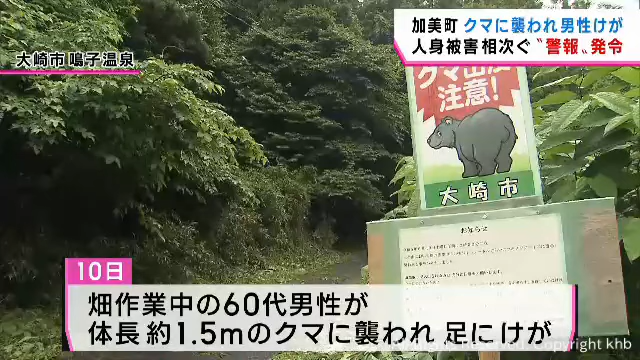 加美町 クマに襲われ男性けが
人身被害相次ぐ〝警報〟発令
大崎市 鳴子温泉
クマ出没
注意!
大崎市
お知らせ
10日
畑作業中の60代男性が
体長 約1.5mのクマに襲われ 足にけが
khb